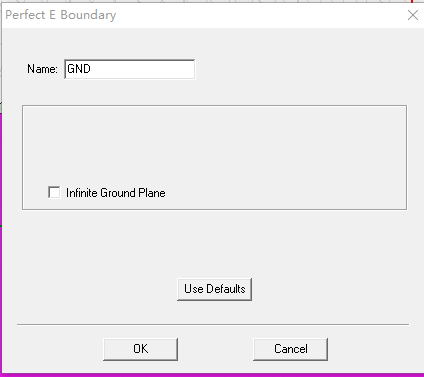 Perfect E Boundary
Name: GND
Infinite Ground Plane
Use Defaults
OK Cancel